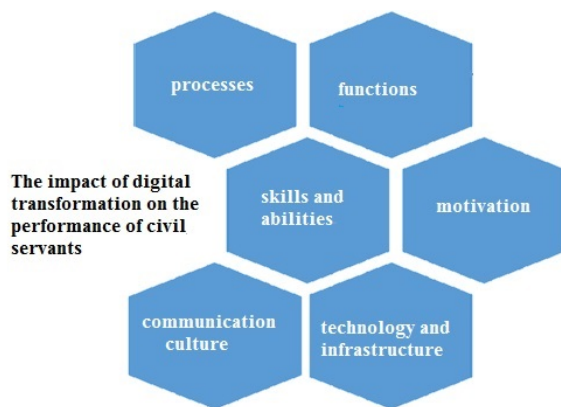 processes
functions
The impact of digital
transformation on the
performance of civil
servants
skills and
abilities
motivation
communication
culture
technology and
infrastructure